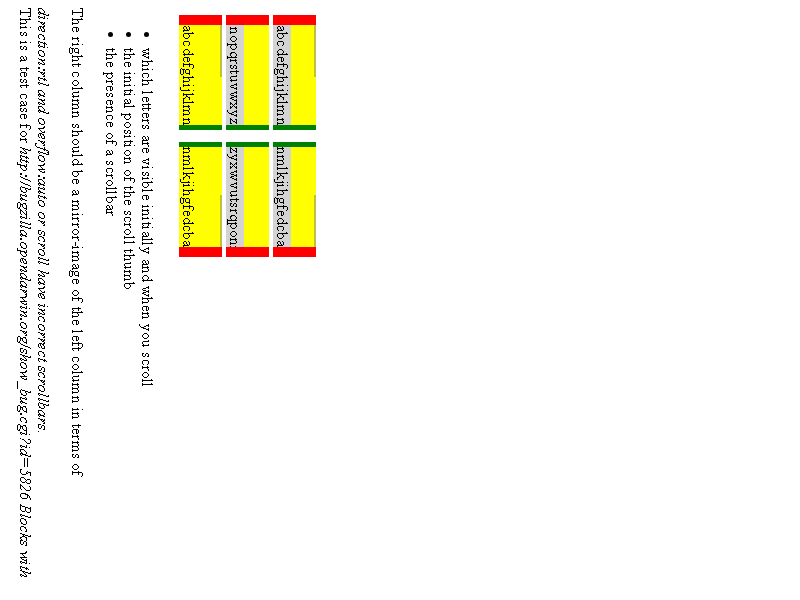 This is a test case for http://bugzilla.opendarwin.org/show_bug.cgi?id=5826 Blocks with
direction:rtl and overflow:auto or scroll have incorrect scrollbars.
The right column should be a mirror-image of the left column in terms of
the presence of a scrollbar
the initial position of the scroll thumb
which letters are visible initially and when you scroll
abcdefghijklmn
nmlkjihgfedcba
nopqrstuvwxyz
zyxwvutsrqpon
abcdefghijklmn
nmlkjihgfedcba